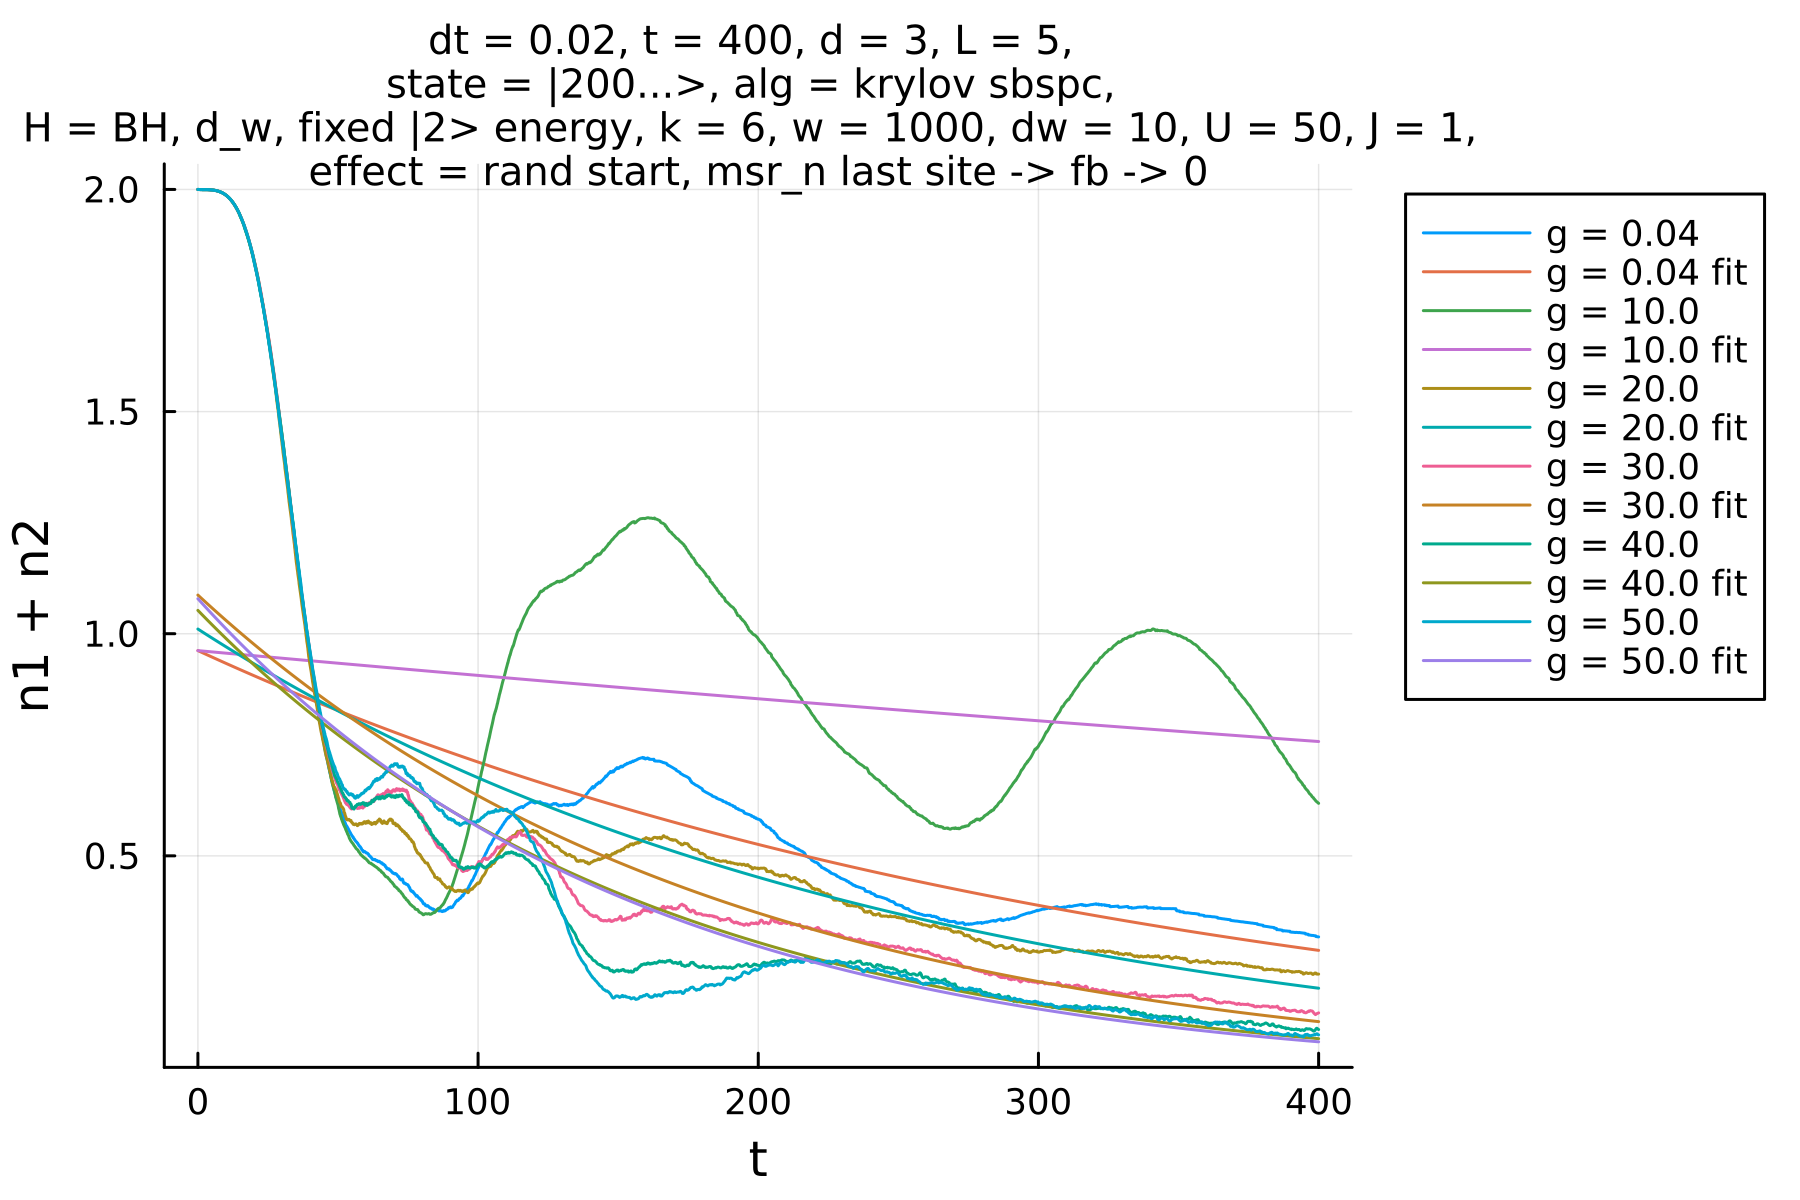 dt = 0.02, t = 400, d = 3, L = 5,
state = |200...>, alg = krylov sbspc,
H = BH, d_w, fixed |2> energy, k = 6, w = 1000, dw = 10, U = 50, J = 1,
effect = rand start, msr_n last site -> fb -> 0
n1 + n2
2.0
1.5
1.0
0.5
0
100
200
300
400
t
g = 0.04
g = 0.04 fit
g = 10.0
g = 10.0 fit
g = 20.0
g = 20.0 fit
g = 30.0
g = 30.0 fit
g = 40.0
g = 40.0 fit
g = 50.0
g = 50.0 fit